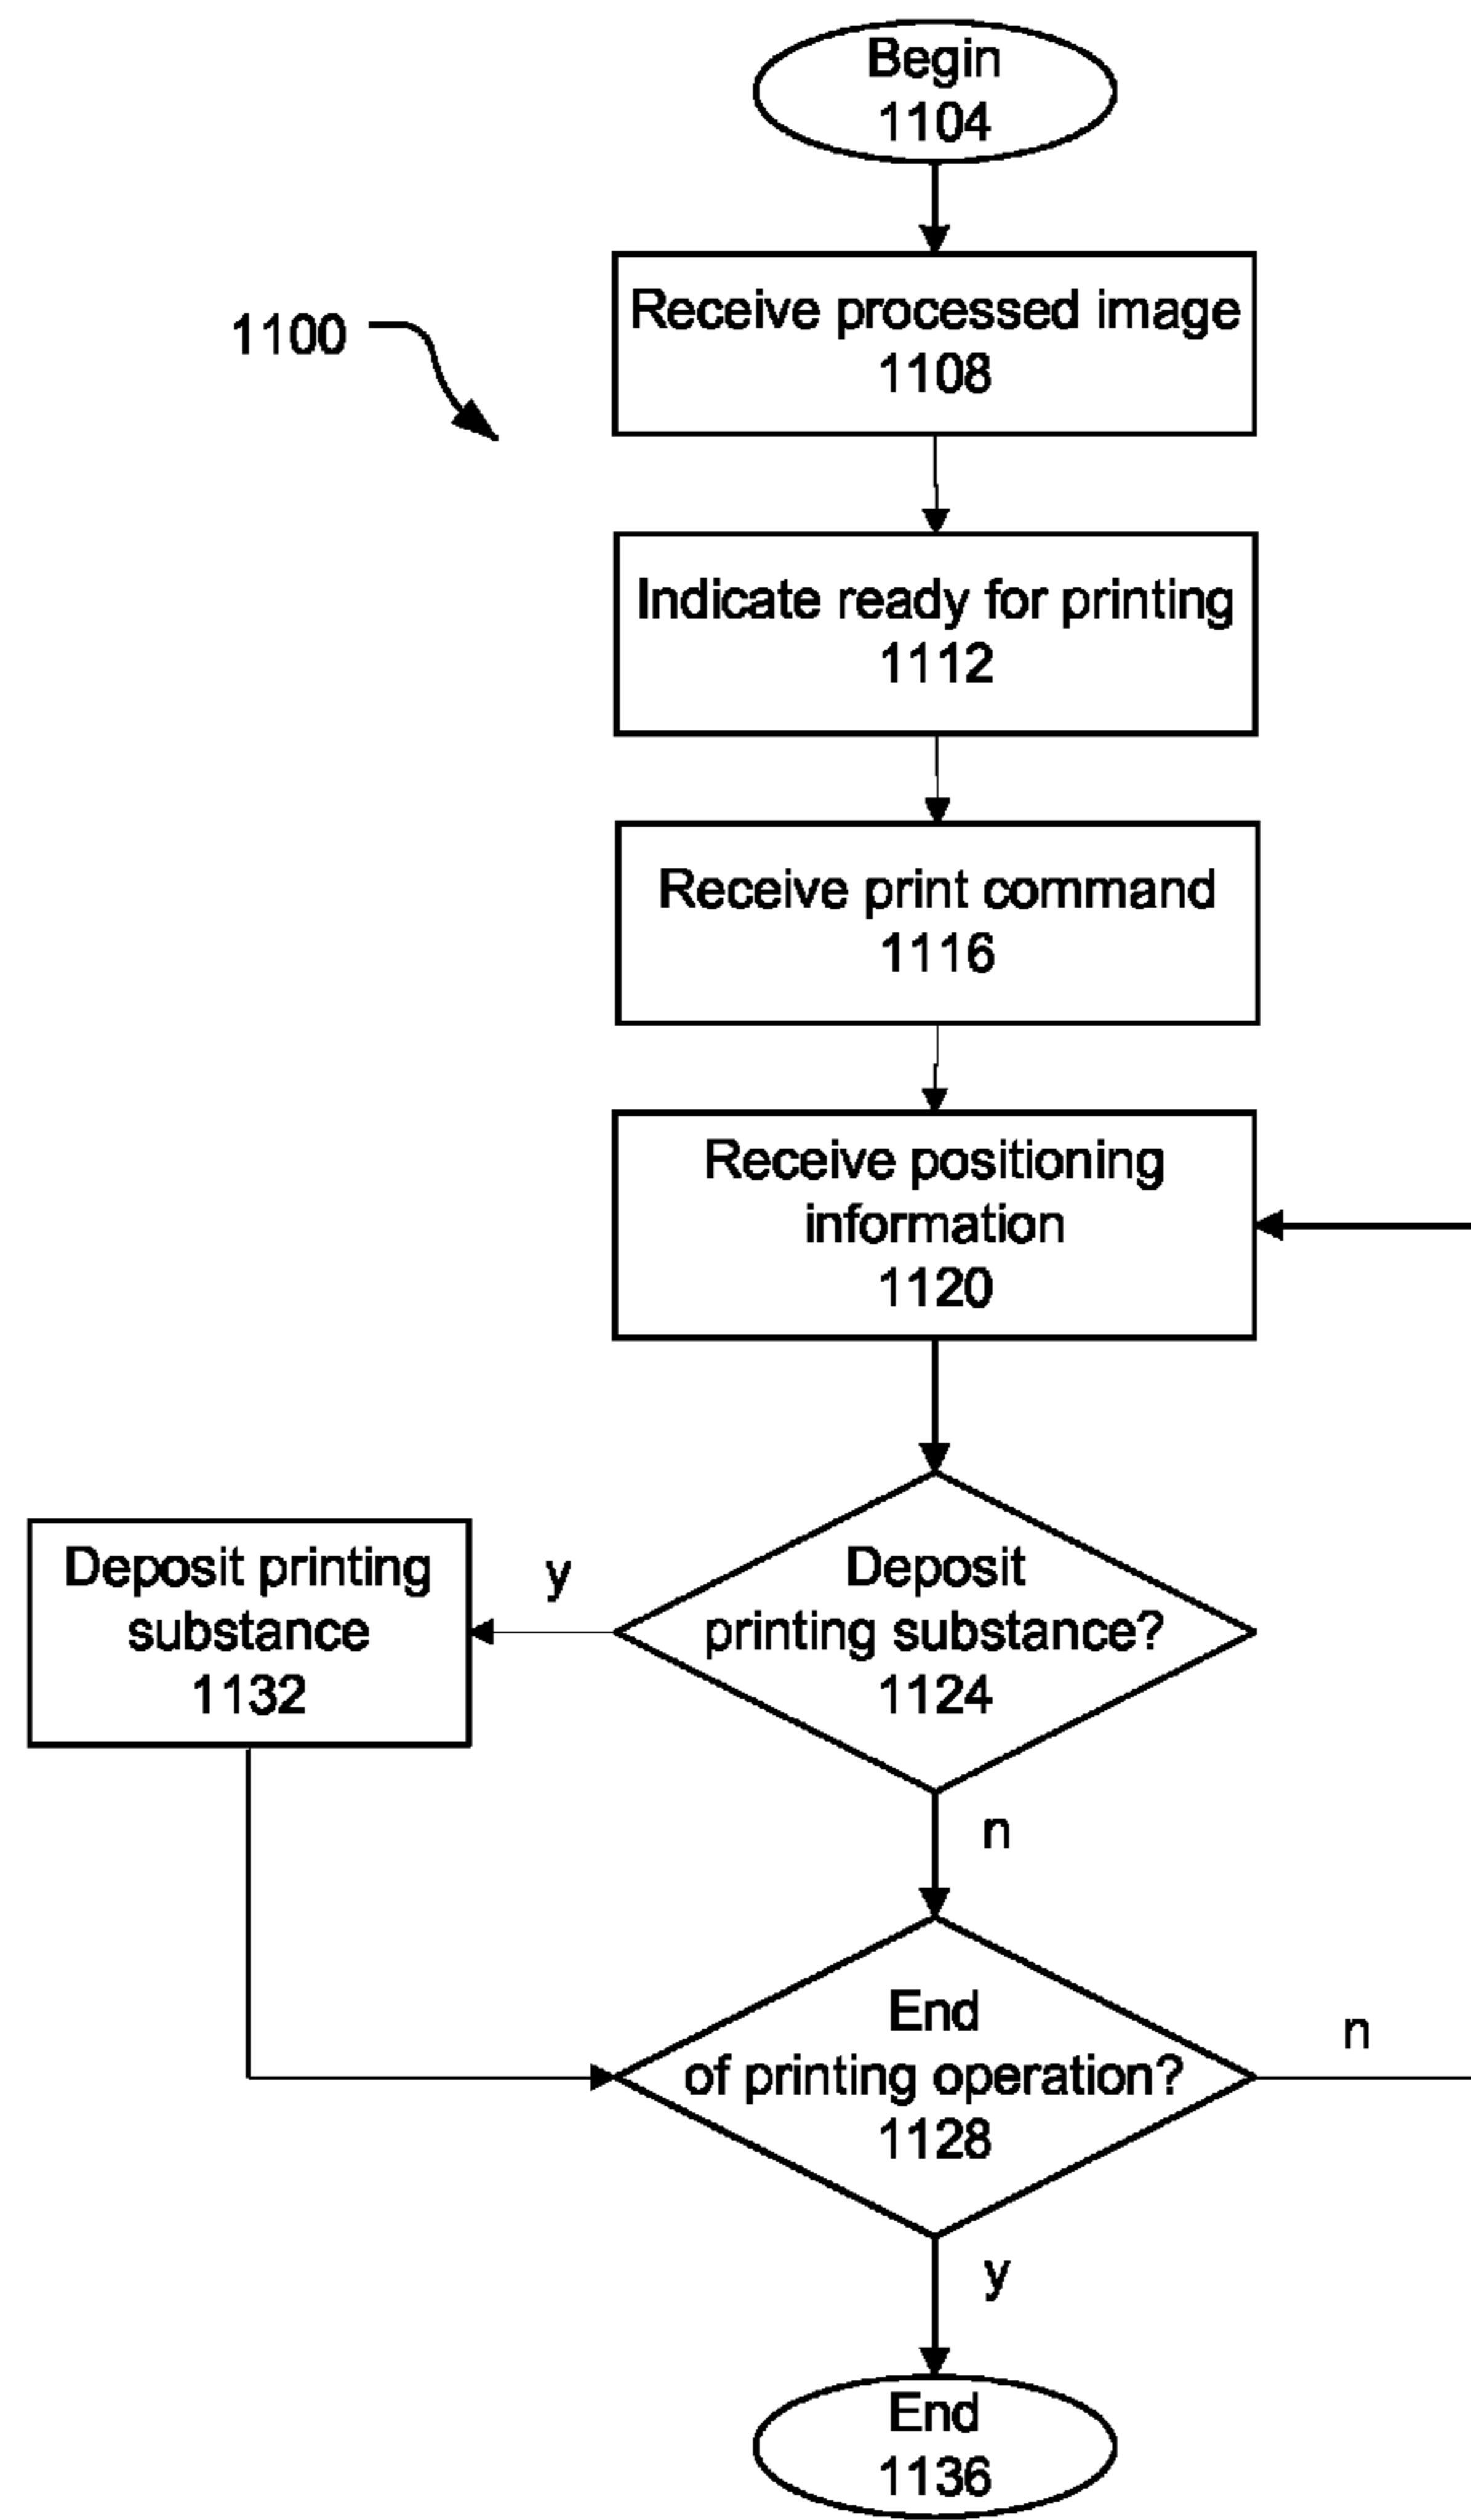 Begin
1104
1100
Receive processed image
1108
Indicate ready for printing
1112
Receive print command
1116
Receive positioning
information
1120
Deposit printing
substance
1132
y
Deposit
printing substance?
1124
n
End
of printing operation?
1128
n
y
End
1136